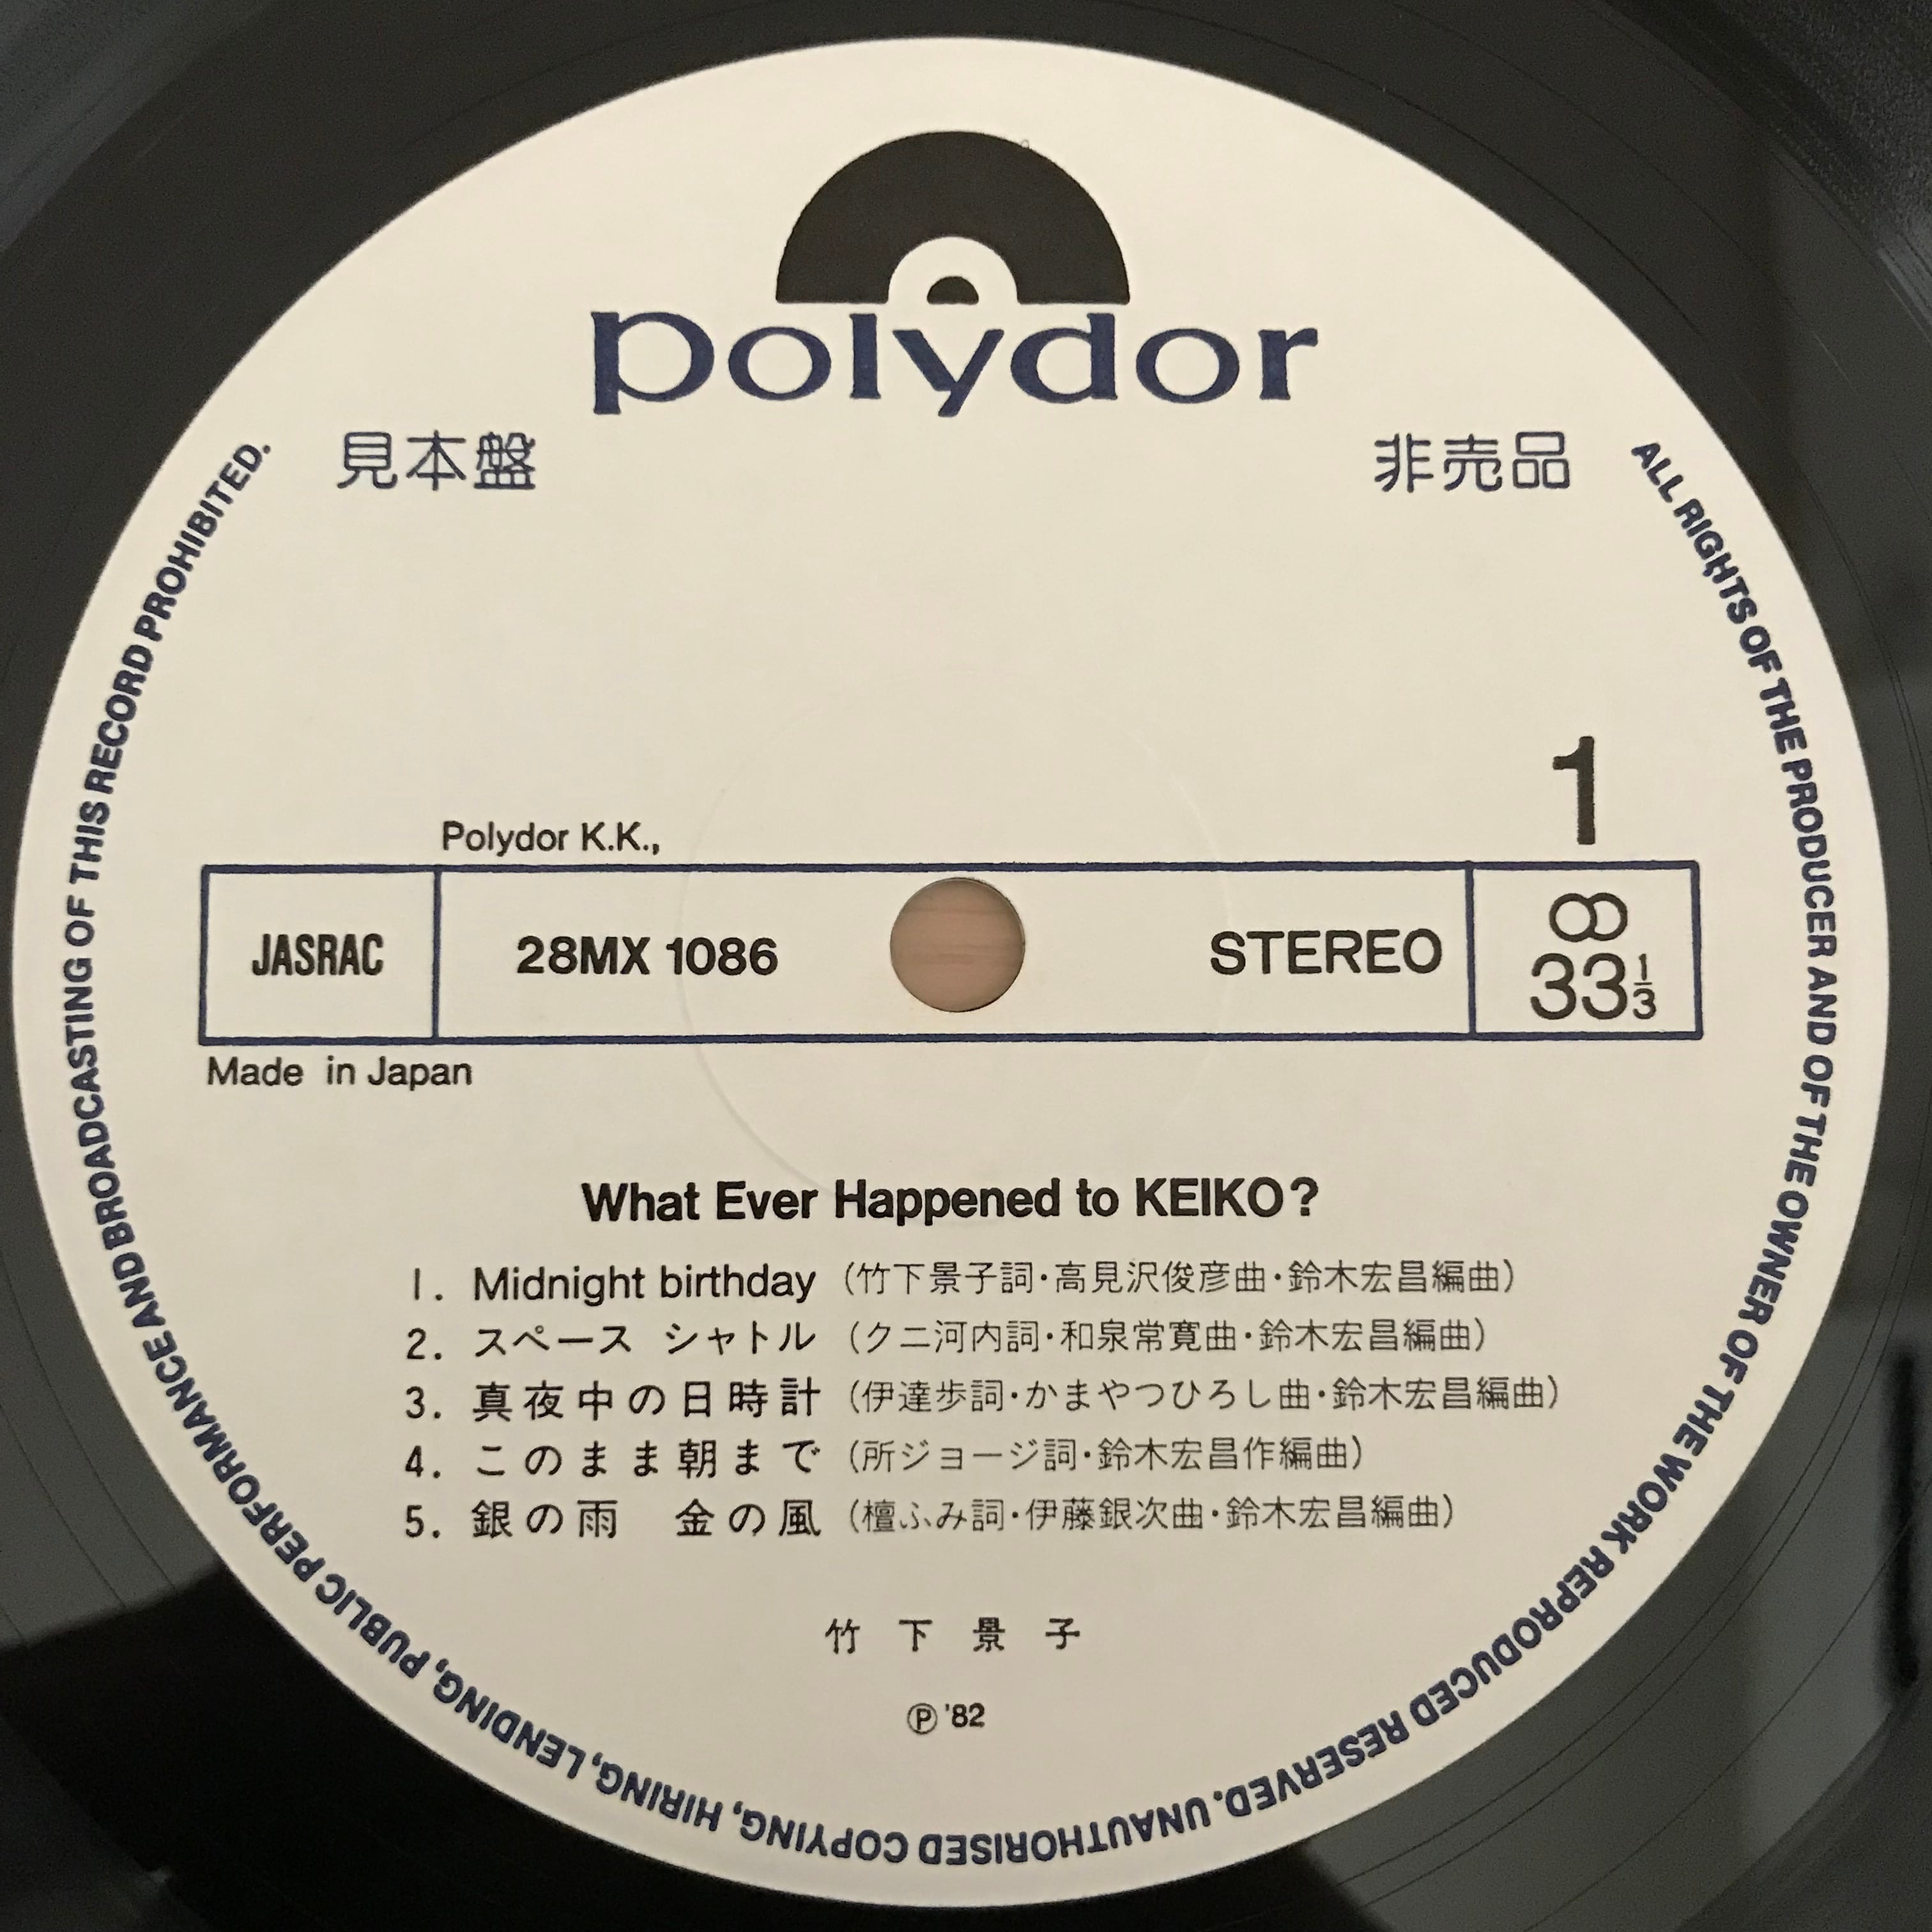 polydor
見本盤
非売品
1
Polydor K.K.,
JASRAC
28MX 1086
STEREO
33 1/3
Made in Japan
What Ever Happened to KEIKO?
1. Midnight birthday (竹下景子詞・高見沢俊彦曲・鈴木宏昌編曲)
2. スペース シャトル (クニ河内詞・和泉常寛曲・鈴木宏昌編曲)
3. 真夜中の日時計 (伊達歩詞・かまやつひろし曲・鈴木宏昌編曲)
4. このまま朝まで (所ジョージ詞・鈴木宏昌作編曲)
5. 銀の雨 金の風 (檀ふみ詞・伊藤銀次曲・鈴木宏昌編曲)
竹下景子
Ⓟ '82
ALL RIGHTS OF THE PRODUCER AND OF THE OWNER OF THE WORK REPRODUCED RESERVED. UNAUTHORISED COPYING, HIRING, LENDING, PUBLIC PERFORMANCE AND BROADCASTING OF THIS RECORD PROHIBITED.